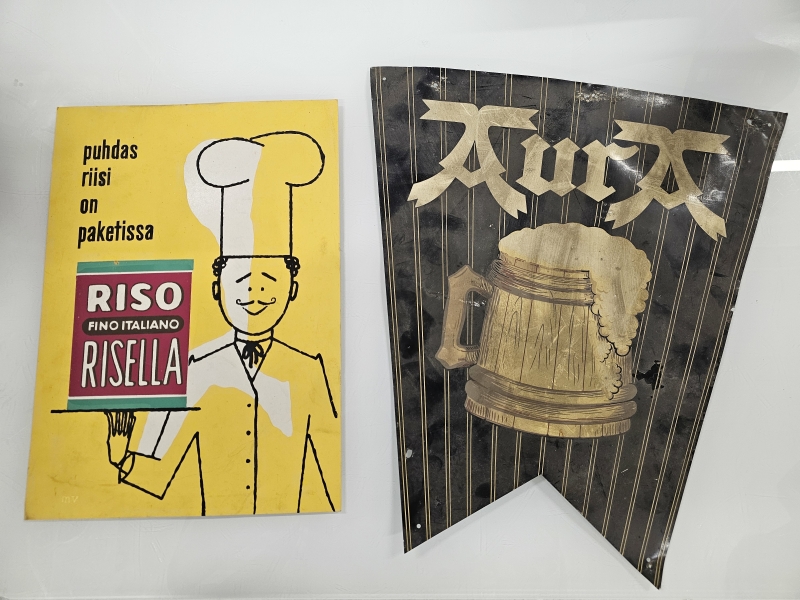 puhdas
riisi
on
paketissa
RISO
FINO ITALIANO
RISELLA
AurA